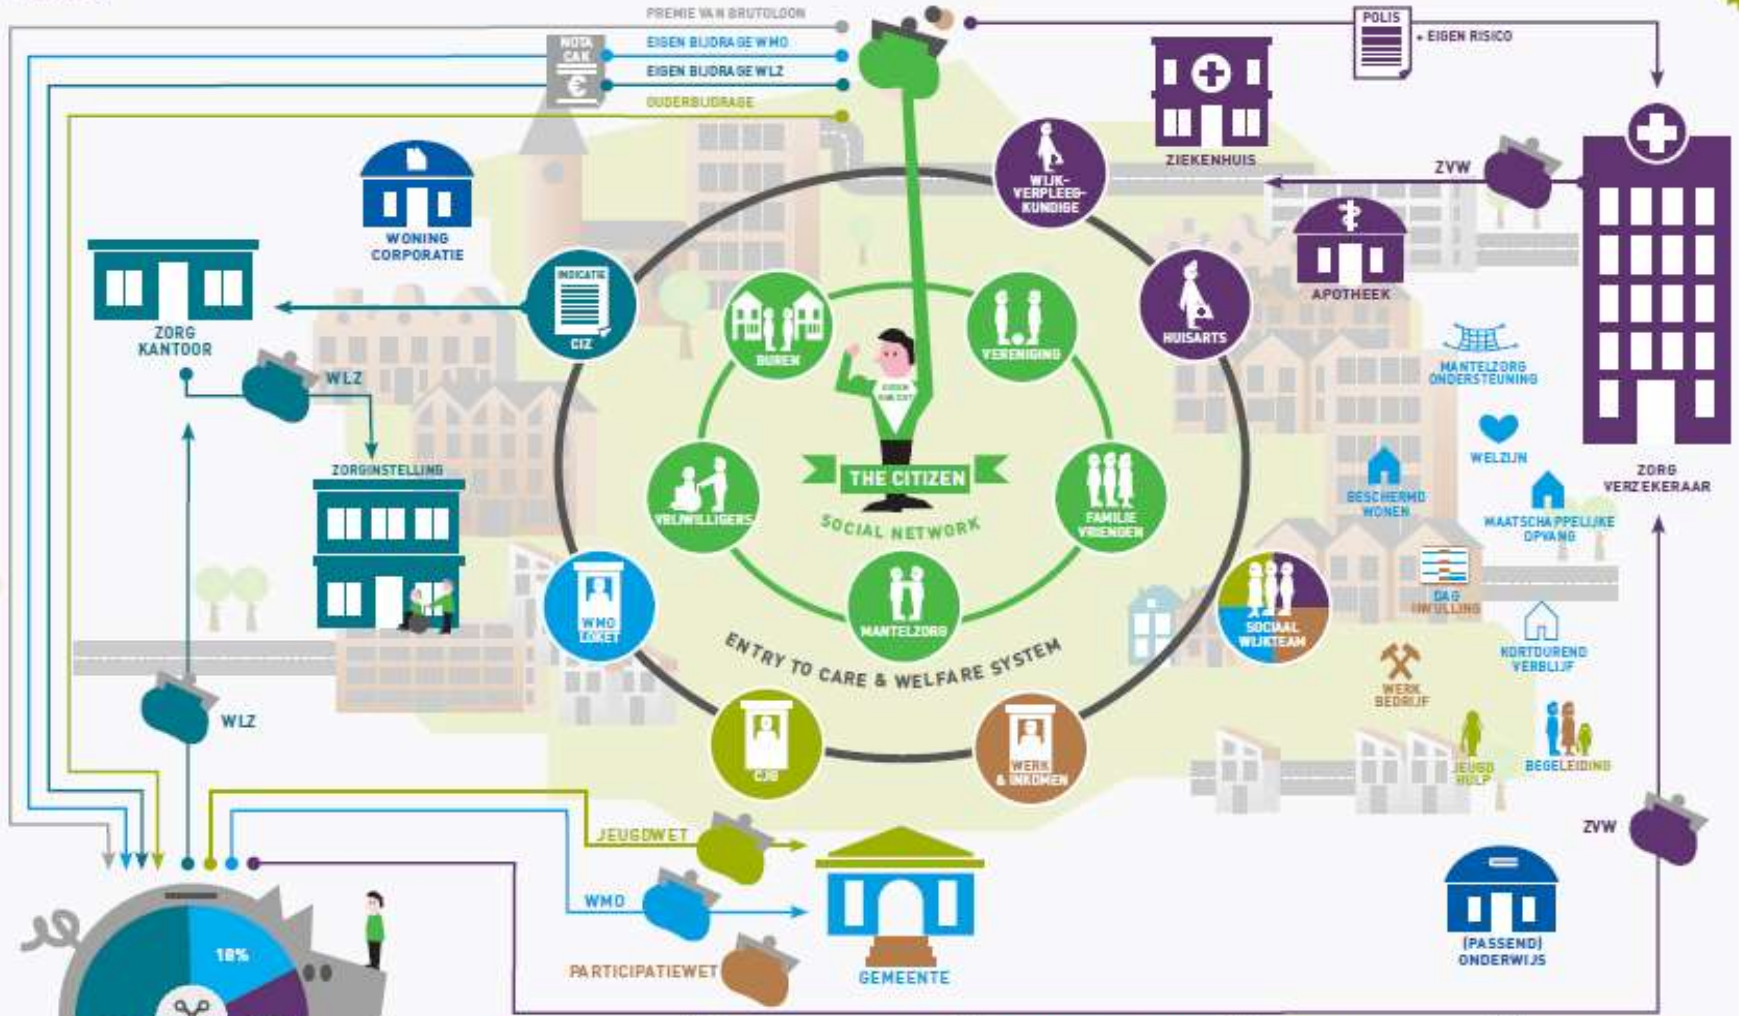 PREMIE VAN BRUTOLOON
EIGEN BIJDRAGE WMO
EIGEN BIJDRAGE WLZ
OUDERBIJDRAGE
NOTA
CAK
€
POLIS
+ EIGEN RISICO
ZIEKENHUIS
ZVW
WONING
CORPORATIE
WIJK-
VERPLEEG-
KUNDIGE
ZORG
KANTOOR
INDICATIE
CIZ
BUREN
VERENIGING
HUISARTS
APOTHEEK
WLZ
MANTELZORG
ONDERSTEUNING
WELZIJN
ZORG
VERZEKERAAR
BESCHERMD
WONEN
MAATSCHAPPELIJKE
OPVANG
ZORGINSTELLING
THE CITIZEN
SOCIAL NETWORK
VRIJWILLIGERS
FAMILIE
VRIENDEN
MANTELZORG
WMO
LOKET
SOCIAAL
WIJKTEAM
DAG
INVULLING
KORTDUREND
VERBLIJF
WERK
BEDRIJF
ENTRY TO CARE & WELFARE SYSTEM
WLZ
CJG
WERK
& INKOMEN
JEUGD
HULP
BEGELEIDING
ZVW
JEUGDWET
WMO
PARTICIPATIEWET
GEMEENTE
(PASSEND)
ONDERWIJS
18%